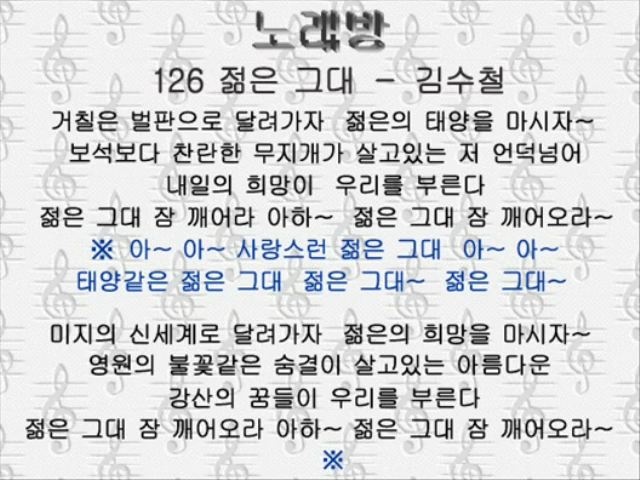 노래방
126 젊은 그대 - 김수철
거칠은 벌판으로 달려가자 젊은의 태양을 마시자~
보석보다 찬란한 무지개가 살고있는 저 언덕넘어
내일의 희망이 우리를 부른다
젊은 그대 잠 깨어라 아하~ 젊은 그대 잠 깨어오라~
※ 아~ 아~ 사랑스런 젊은 그대 아~ 아~
태양같은 젊은 그대 젊은 그대~ 젊은 그대~
미지의 신세계로 달려가자 젊은의 희망을 마시자~
영원의 불꽃같은 숨결이 살고있는 아름다운
강산의 꿈들이 우리를 부른다
젊은 그대 잠 깨어오라 아하~ 젊은 그대 잠 깨어오라~
※